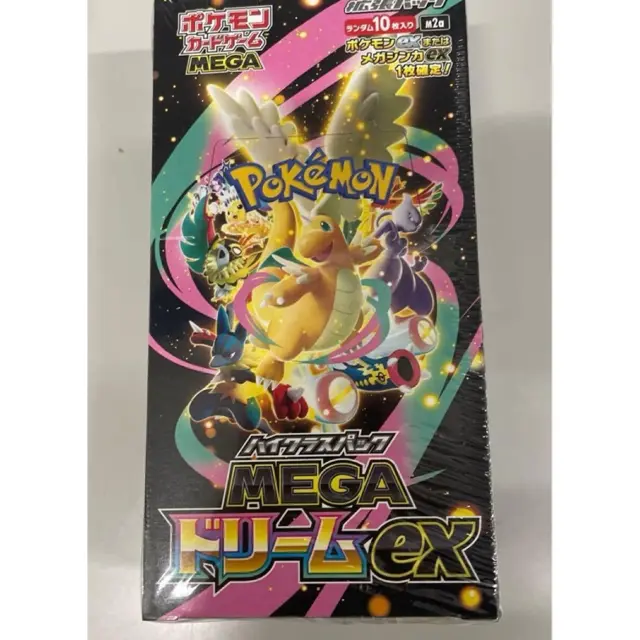 ポケモン
カードゲーム
MEGA
拡張パック
ランダム10枚入り
M2a
ポケモンexまたは
メガシンカex
1枚確定!
POKÉMON
ハイクラスパック
MEGA
ドリームex